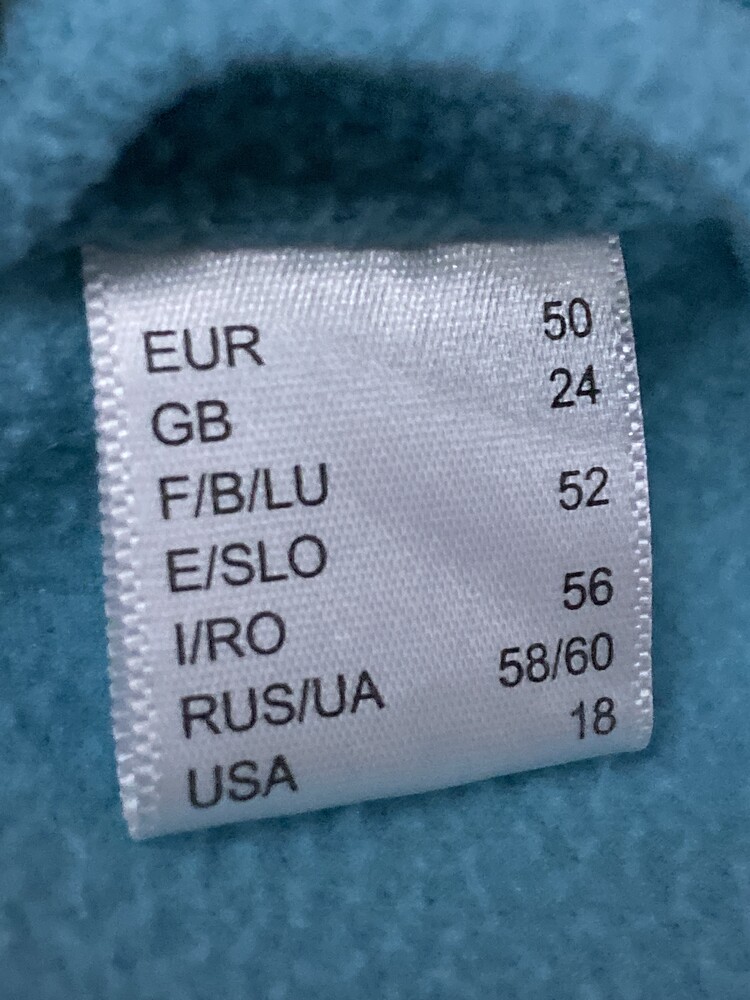 EUR 50
GB 24
F/B/LU 52
E/SLO
I/RO 56
RUS/UA 58/60
USA 18